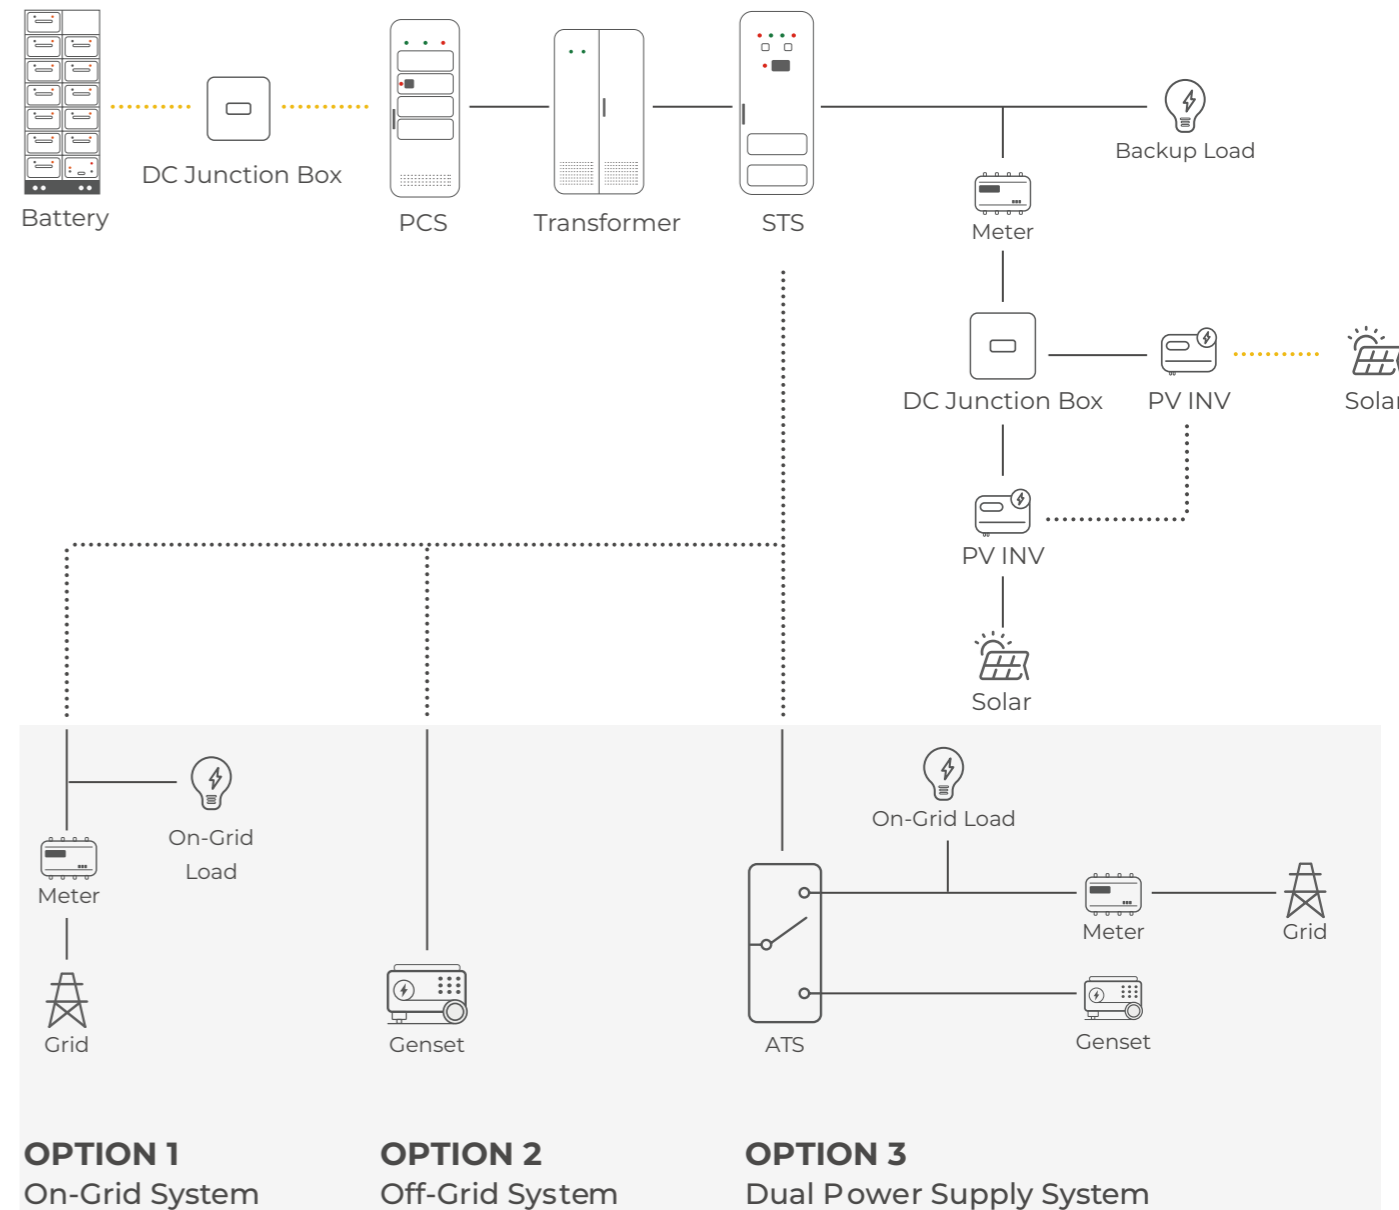 Battery
DC Junction Box
PCS
Transformer
STS
Backup Load
Meter
DC Junction Box
PV INV
Solar
PV INV
Solar
On-Grid
Load
Meter
Grid
Genset
On-Grid Load
Meter
Grid
ATS
Genset
OPTION 1
On-Grid System
OPTION 2
Off-Grid System
OPTION 3
Dual Power Supply System